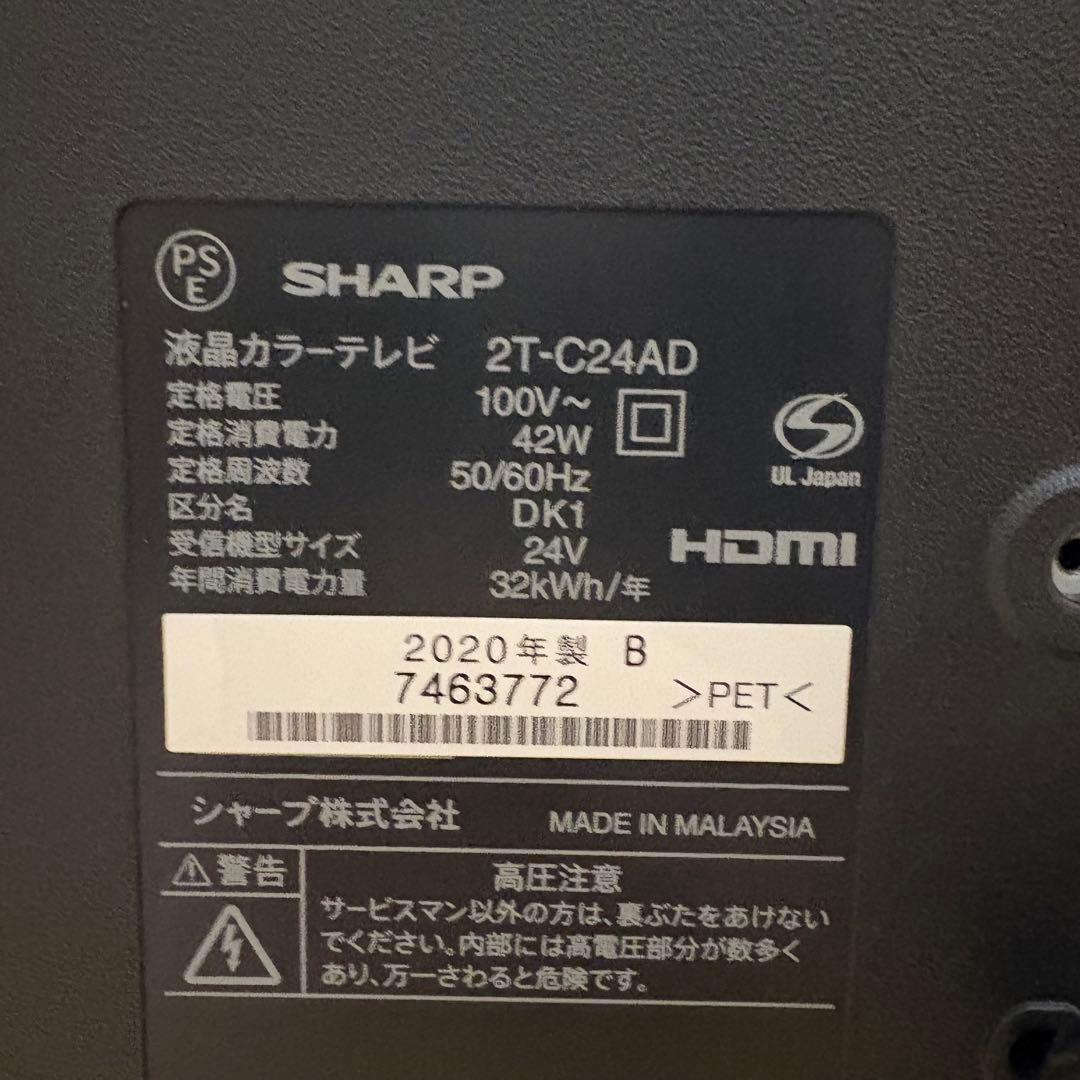 PS
E
SHARP
液晶カラーテレビ 2T-C24AD
定格電圧 100V~
定格消費電力 42W
定格周波数 50/60Hz
区分名 DK1
受信機型サイズ 24V
年間消費電力量 32kWh/年
UL Japan
HDMI
2020年製 B
7463772 >PET<
シャープ株式会社 MADE IN MALAYSIA
警告
高圧注意
サービスマン以外の方は、裏ぶたをあけない
でください。内部には高電圧部分が数多く
あり、万一さわると危険です。